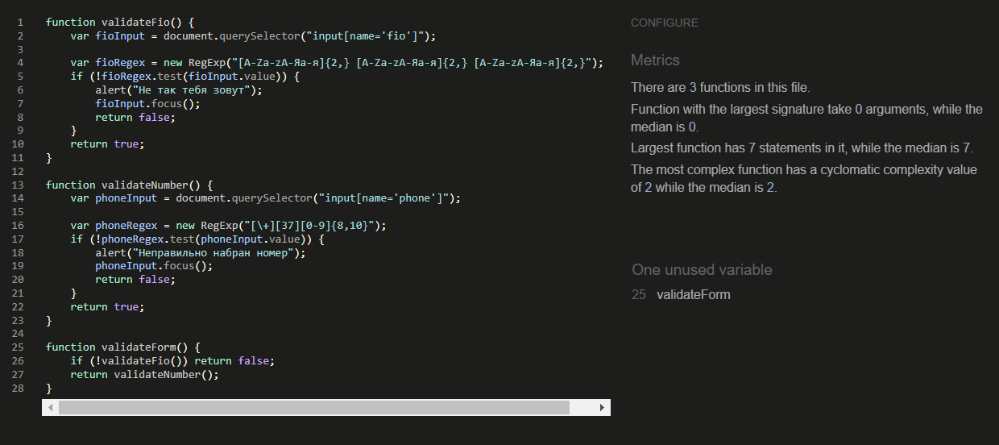 1 function validateFio() {
2     var fioInput = document.querySelector("input[name='fio']");
3
4     var fioRegex = new RegExp("[A-Za-zA-Яа-я]{2,} [A-Za-zA-Яа-я]{2,} [A-Za-zA-Яа-я]{2,}");
5     if (!fioRegex.test(fioInput.value)) {
6         alert("Не так тебя зовут");
7         fioInput.focus();
8         return false;
9     }
10     return true;
11 }
12
13 function validateNumber() {
14     var phoneInput = document.querySelector("input[name='phone']");
15
16     var phoneRegex = new RegExp("[\+][37][0-9]{8,10}");
17     if (!phoneRegex.test(phoneInput.value)) {
18         alert("Неправильно набран номер");
19         phoneInput.focus();
20         return false;
21     }
22     return true;
23 }
24
25 function validateForm() {
26     if (!validateFio()) return false;
27     return validateNumber();
28 }
CONFIGURE
Metrics
There are 3 functions in this file.
Function with the largest signature take 0 arguments, while the
median is 0.
Largest function has 7 statements in it, while the median is 7.
The most complex function has a cyclomatic complexity value
of 2 while the median is 2.
One unused variable
25 validateForm